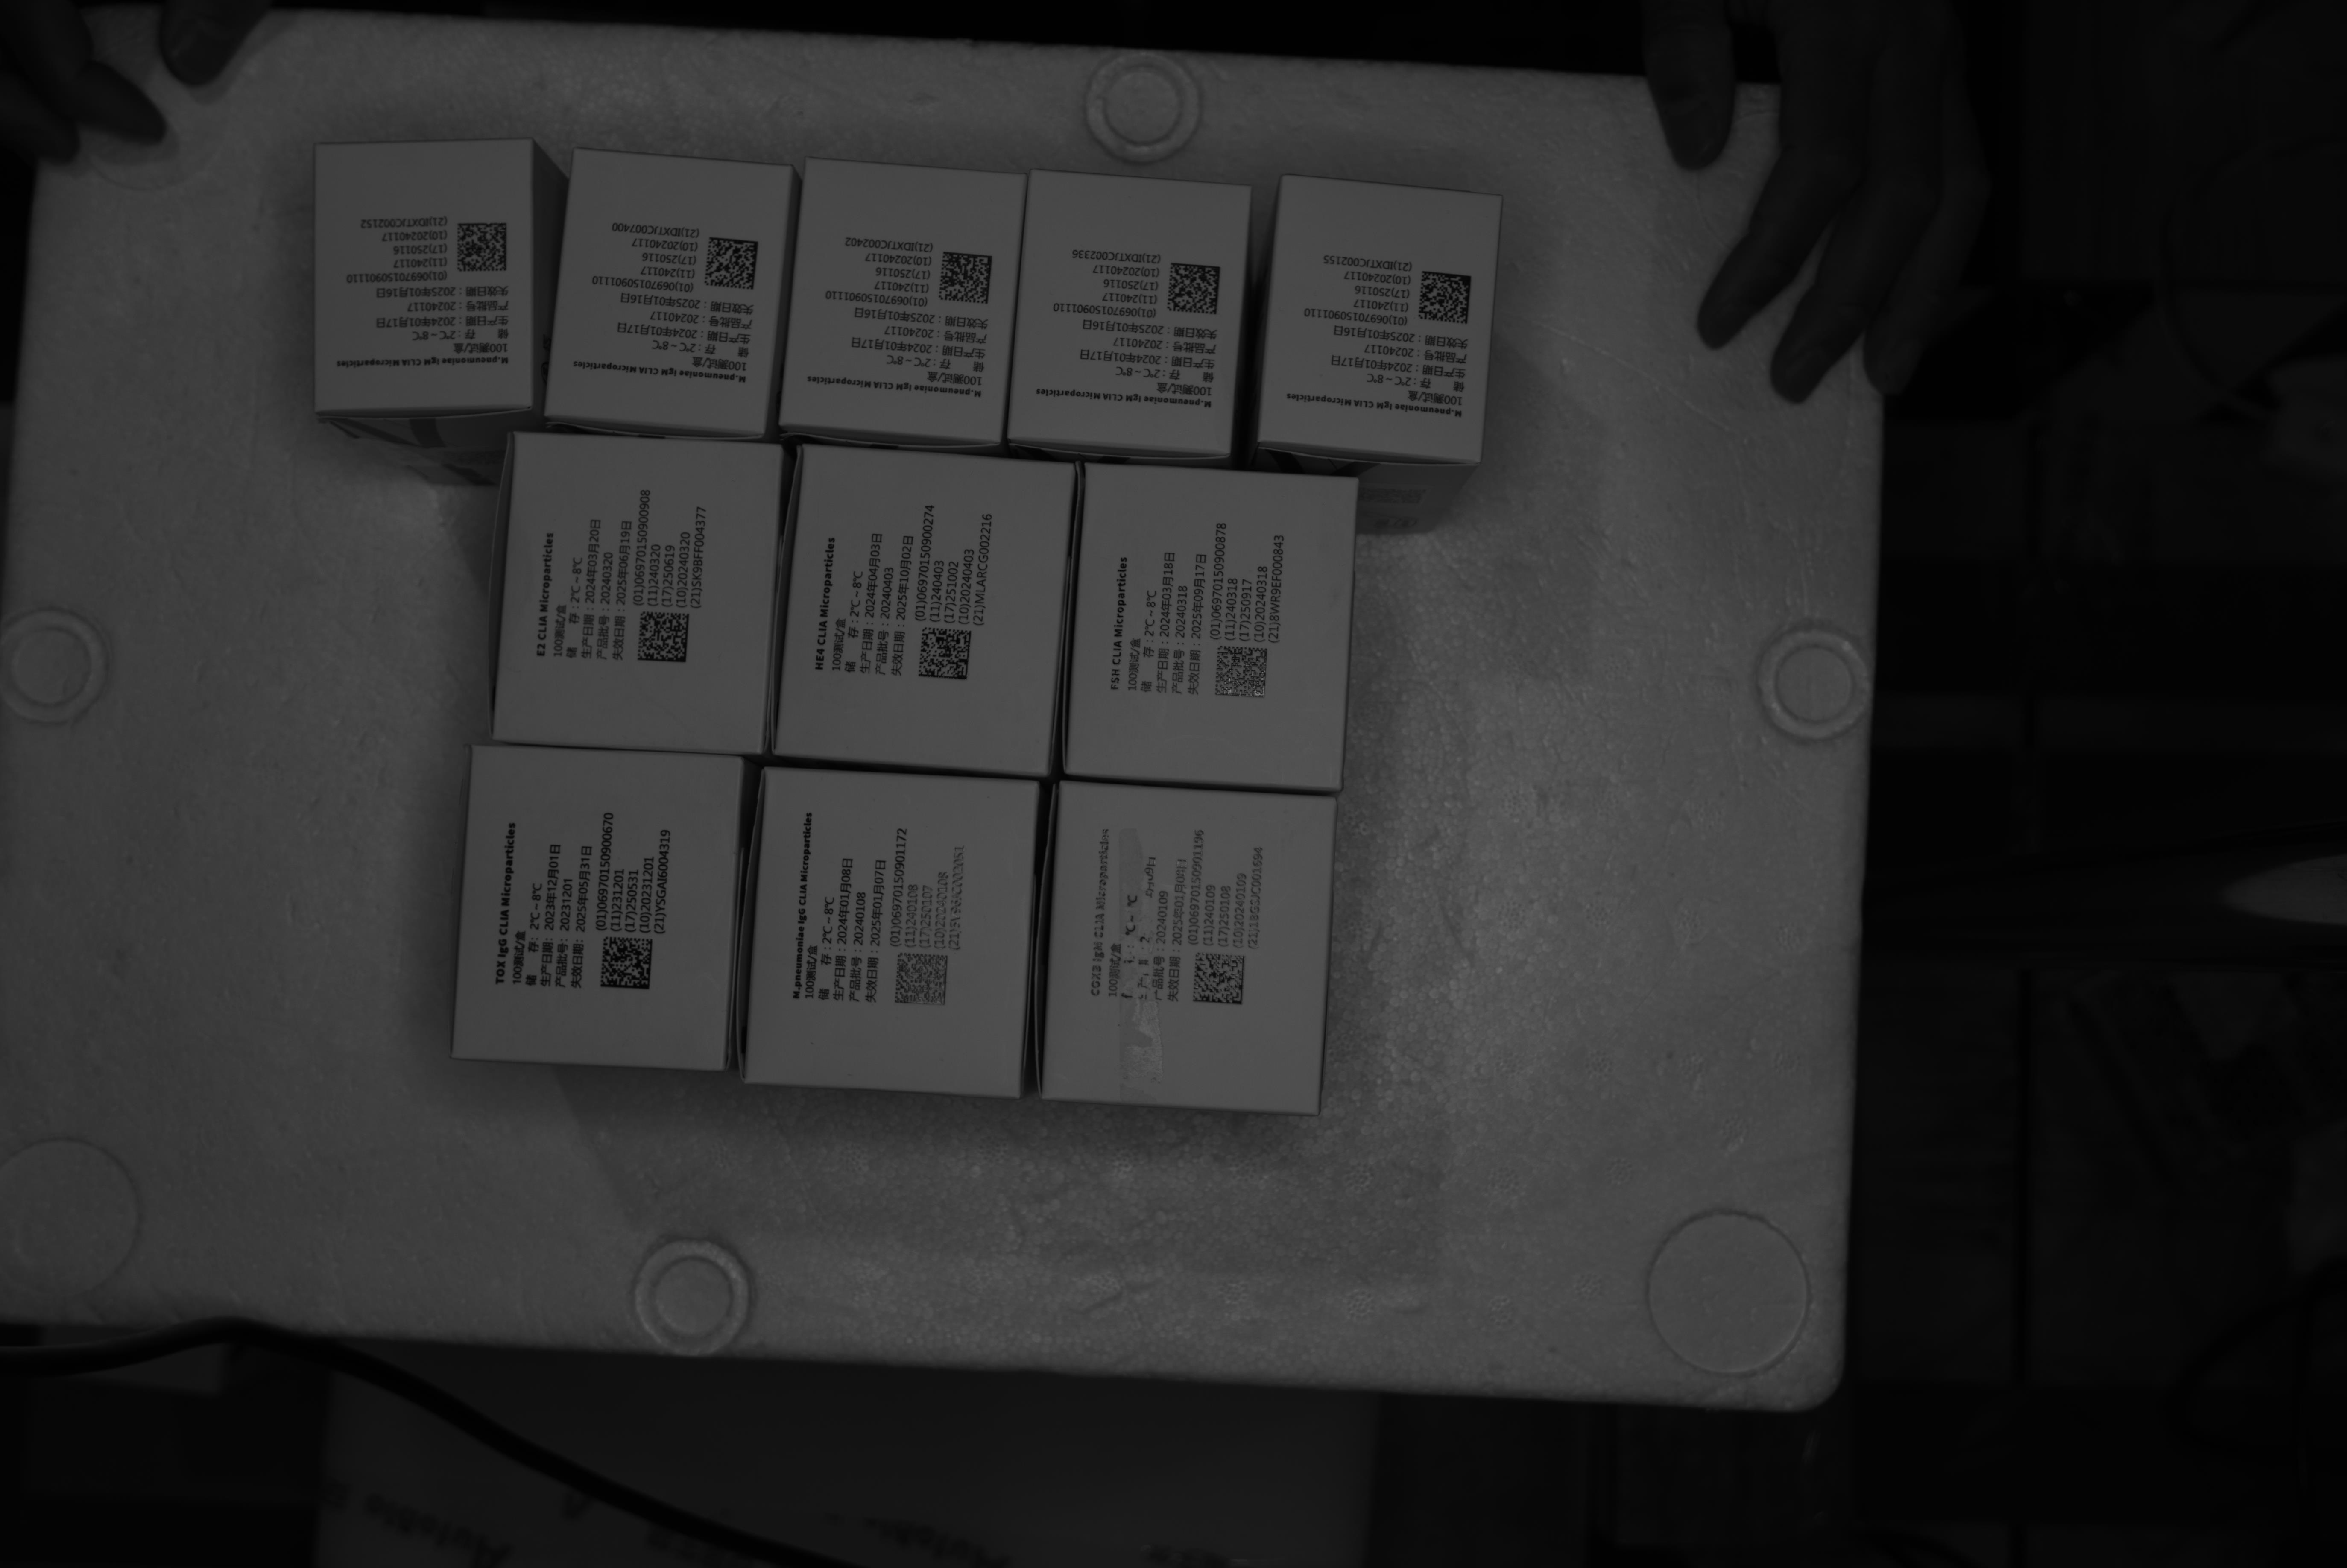 M.pneumoniae IgM CLIA Microparticles
100测试/盒
储 存：2℃~8℃
生产日期：2024年01月17日
产品批号：20240117
失效日期：2025年01月16日
(01)06970150901110
(11)240117
(17)250116
(10)20240117
(21)JDXTJC002152
M.pneumoniae IgM CLIA Microparticles
100测试/盒
储 存：2℃~8℃
生产日期：2024年01月17日
产品批号：20240117
失效日期：2025年01月16日
(01)06970150901110
(11)240117
(17)250116
(10)20240117
(21)JDXTJC007400
M.pneumoniae IgM CLIA Microparticles
100测试/盒
储 存：2℃~8℃
生产日期：2024年01月17日
产品批号：20240117
失效日期：2025年01月16日
(01)06970150901110
(11)240117
(17)250116
(10)20240117
(21)JDXTJC002402
M.pneumoniae IgM CLIA Microparticles
100测试/盒
储 存：2℃~8℃
生产日期：2024年01月17日
产品批号：20240117
失效日期：2025年01月16日
(01)06970150901110
(11)240117
(17)250116
(10)20240117
(21)JDXTJC002336
M.pneumoniae IgM CLIA Microparticles
100测试/盒
储 存：2℃~8℃
生产日期：2024年01月17日
产品批号：20240117
失效日期：2025年01月16日
(01)06970150901110
(11)240117
(17)250116
(10)20240117
(21)JDXTJC002155
E2 CLIA Microparticles
100测试/盒
储 存：2℃~8℃
生产日期：2024年03月20日
产品批号：20240320
失效日期：2025年06月19日
(01)06970150900908
(11)240320
(17)250619
(10)20240320
(21)SK9BFF004377
HE4 CLIA Microparticles
100测试/盒
储 存：2℃~8℃
生产日期：2024年04月03日
产品批号：20240403
失效日期：2025年10月02日
(01)06970150900274
(11)240403
(17)251002
(10)20240403
(21)MLARCG002216
FSH CLIA Microparticles
100测试/盒
储 存：2℃~8℃
生产日期：2024年03月18日
产品批号：20240318
失效日期：2025年09月17日
(01)06970150900878
(11)240318
(17)250917
(10)20240318
(21)8WR9EF000843
TOX IgG CLIA Microparticles
100测试/盒
储 存：2℃~8℃
生产日期：2023年12月01日
产品批号：20231201
失效日期：2025年05月31日
(01)06970150900670
(11)231201
(17)250531
(10)20231201
(21)YSGAI6004319
M.pneumoniae IgG CLIA Microparticles
100测试/盒
储 存：2℃~8℃
生产日期：2024年01月08日
产品批号：20240108
失效日期：2025年01月07日
(01)06970150901172
(11)240108
(17)250107
(10)20240108
IgM CLIA Microparticles
100测试/盒
产品批号：20240109
失效日期：2025年01月08日
(01)06970150901196
(11)240109
(17)250108
(10)20240109